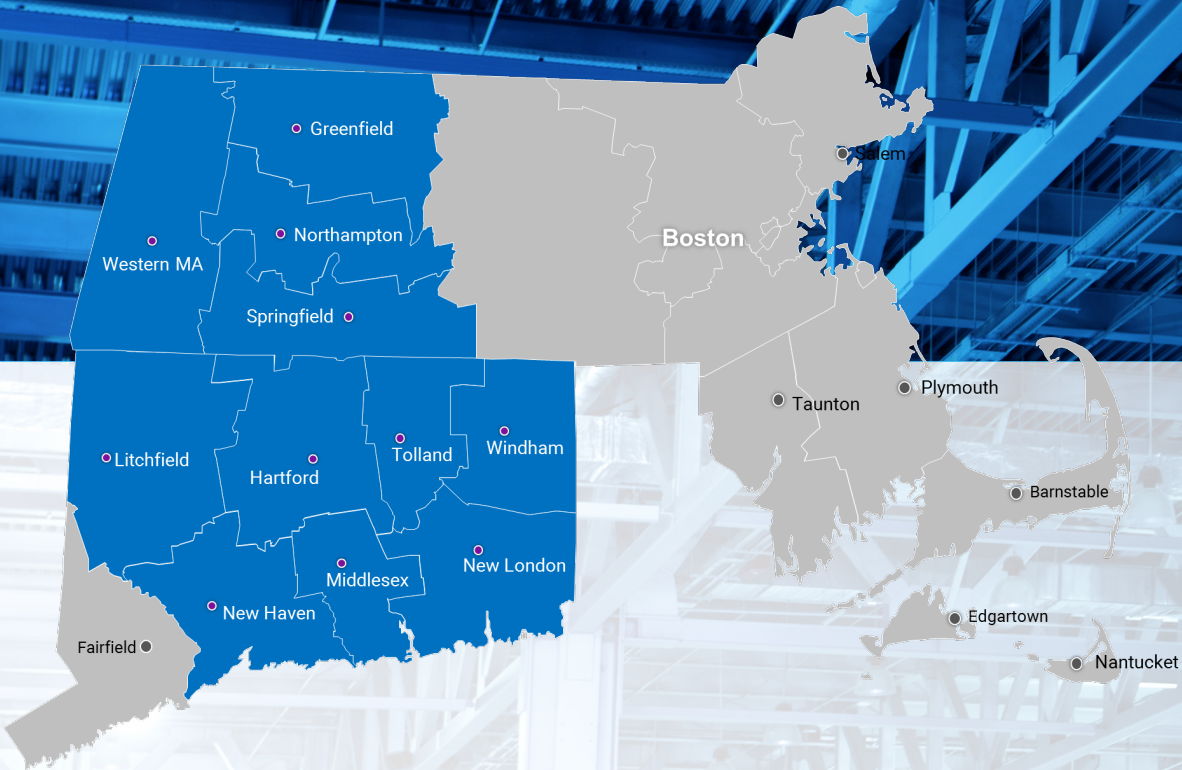 Greenfield
Salem
Northampton
Boston
Western MA
Springfield
Plymouth
Taunton
Windham
Tolland
Litchfield
Hartford
Barnstable
New London
Middlesex
New Haven
Edgartown
Fairfield
Nantucket